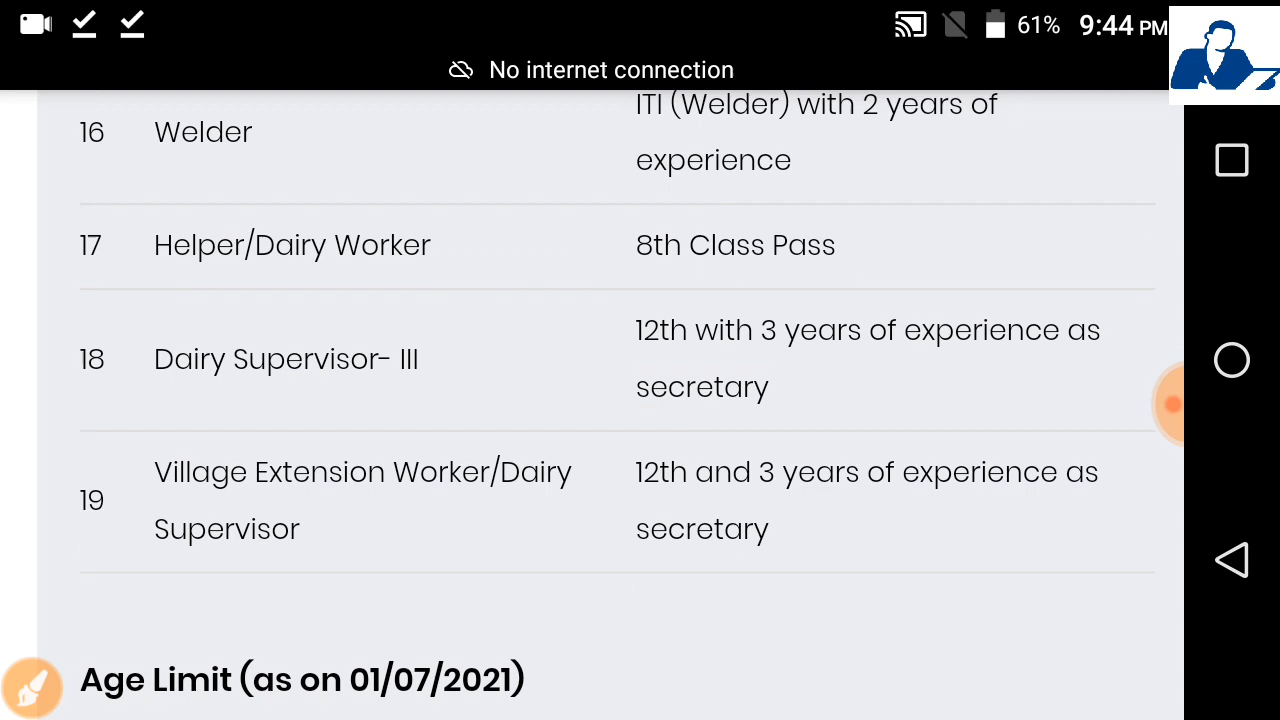 61% 9:44 PM
No internet connection
16 Welder ITI (Welder) with 2 years of
experience
17 Helper/Dairy Worker 8th Class Pass
18 Dairy Supervisor- III 12th with 3 years of experience as
secretary
19 Village Extension Worker/Dairy
Supervisor 12th and 3 years of experience as
secretary
Age Limit (as on 01/07/2021)